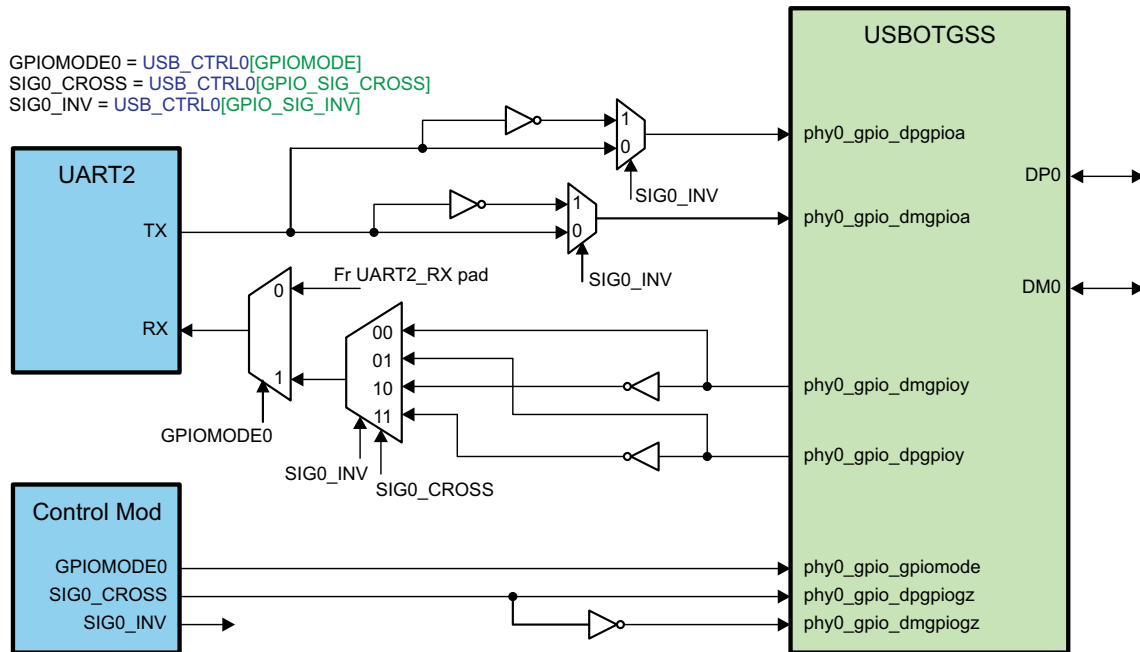 USBOTGSS
GPIOMODE0 = USB_CTRL0[GPIOMODE]
SIG0_CROSS = USB_CTRL0[GPIO_SIG_CROSS]
SIG0_INV = USB_CTRL0[GPIO_SIG_INV]
1
0
phy0_gpio_dpgpioa
UART2
DP0
SIG0_INV
1
0
phy0_gpio_dmgpioa
TX
SIG0_INV
Fr UART2_RX pad
DM0
0
RX
1
00
01
10
11
phy0_gpio_dmgpioy
GPIOMODE0
phy0_gpio_dpgpioy
SIG0_INV
SIG0_CROSS
Control Mod
GPIOMODE0
phy0_gpio_gpiomode
SIG0_CROSS
phy0_gpio_dpgpiogz
SIG0_INV
phy0_gpio_dmgpiogz